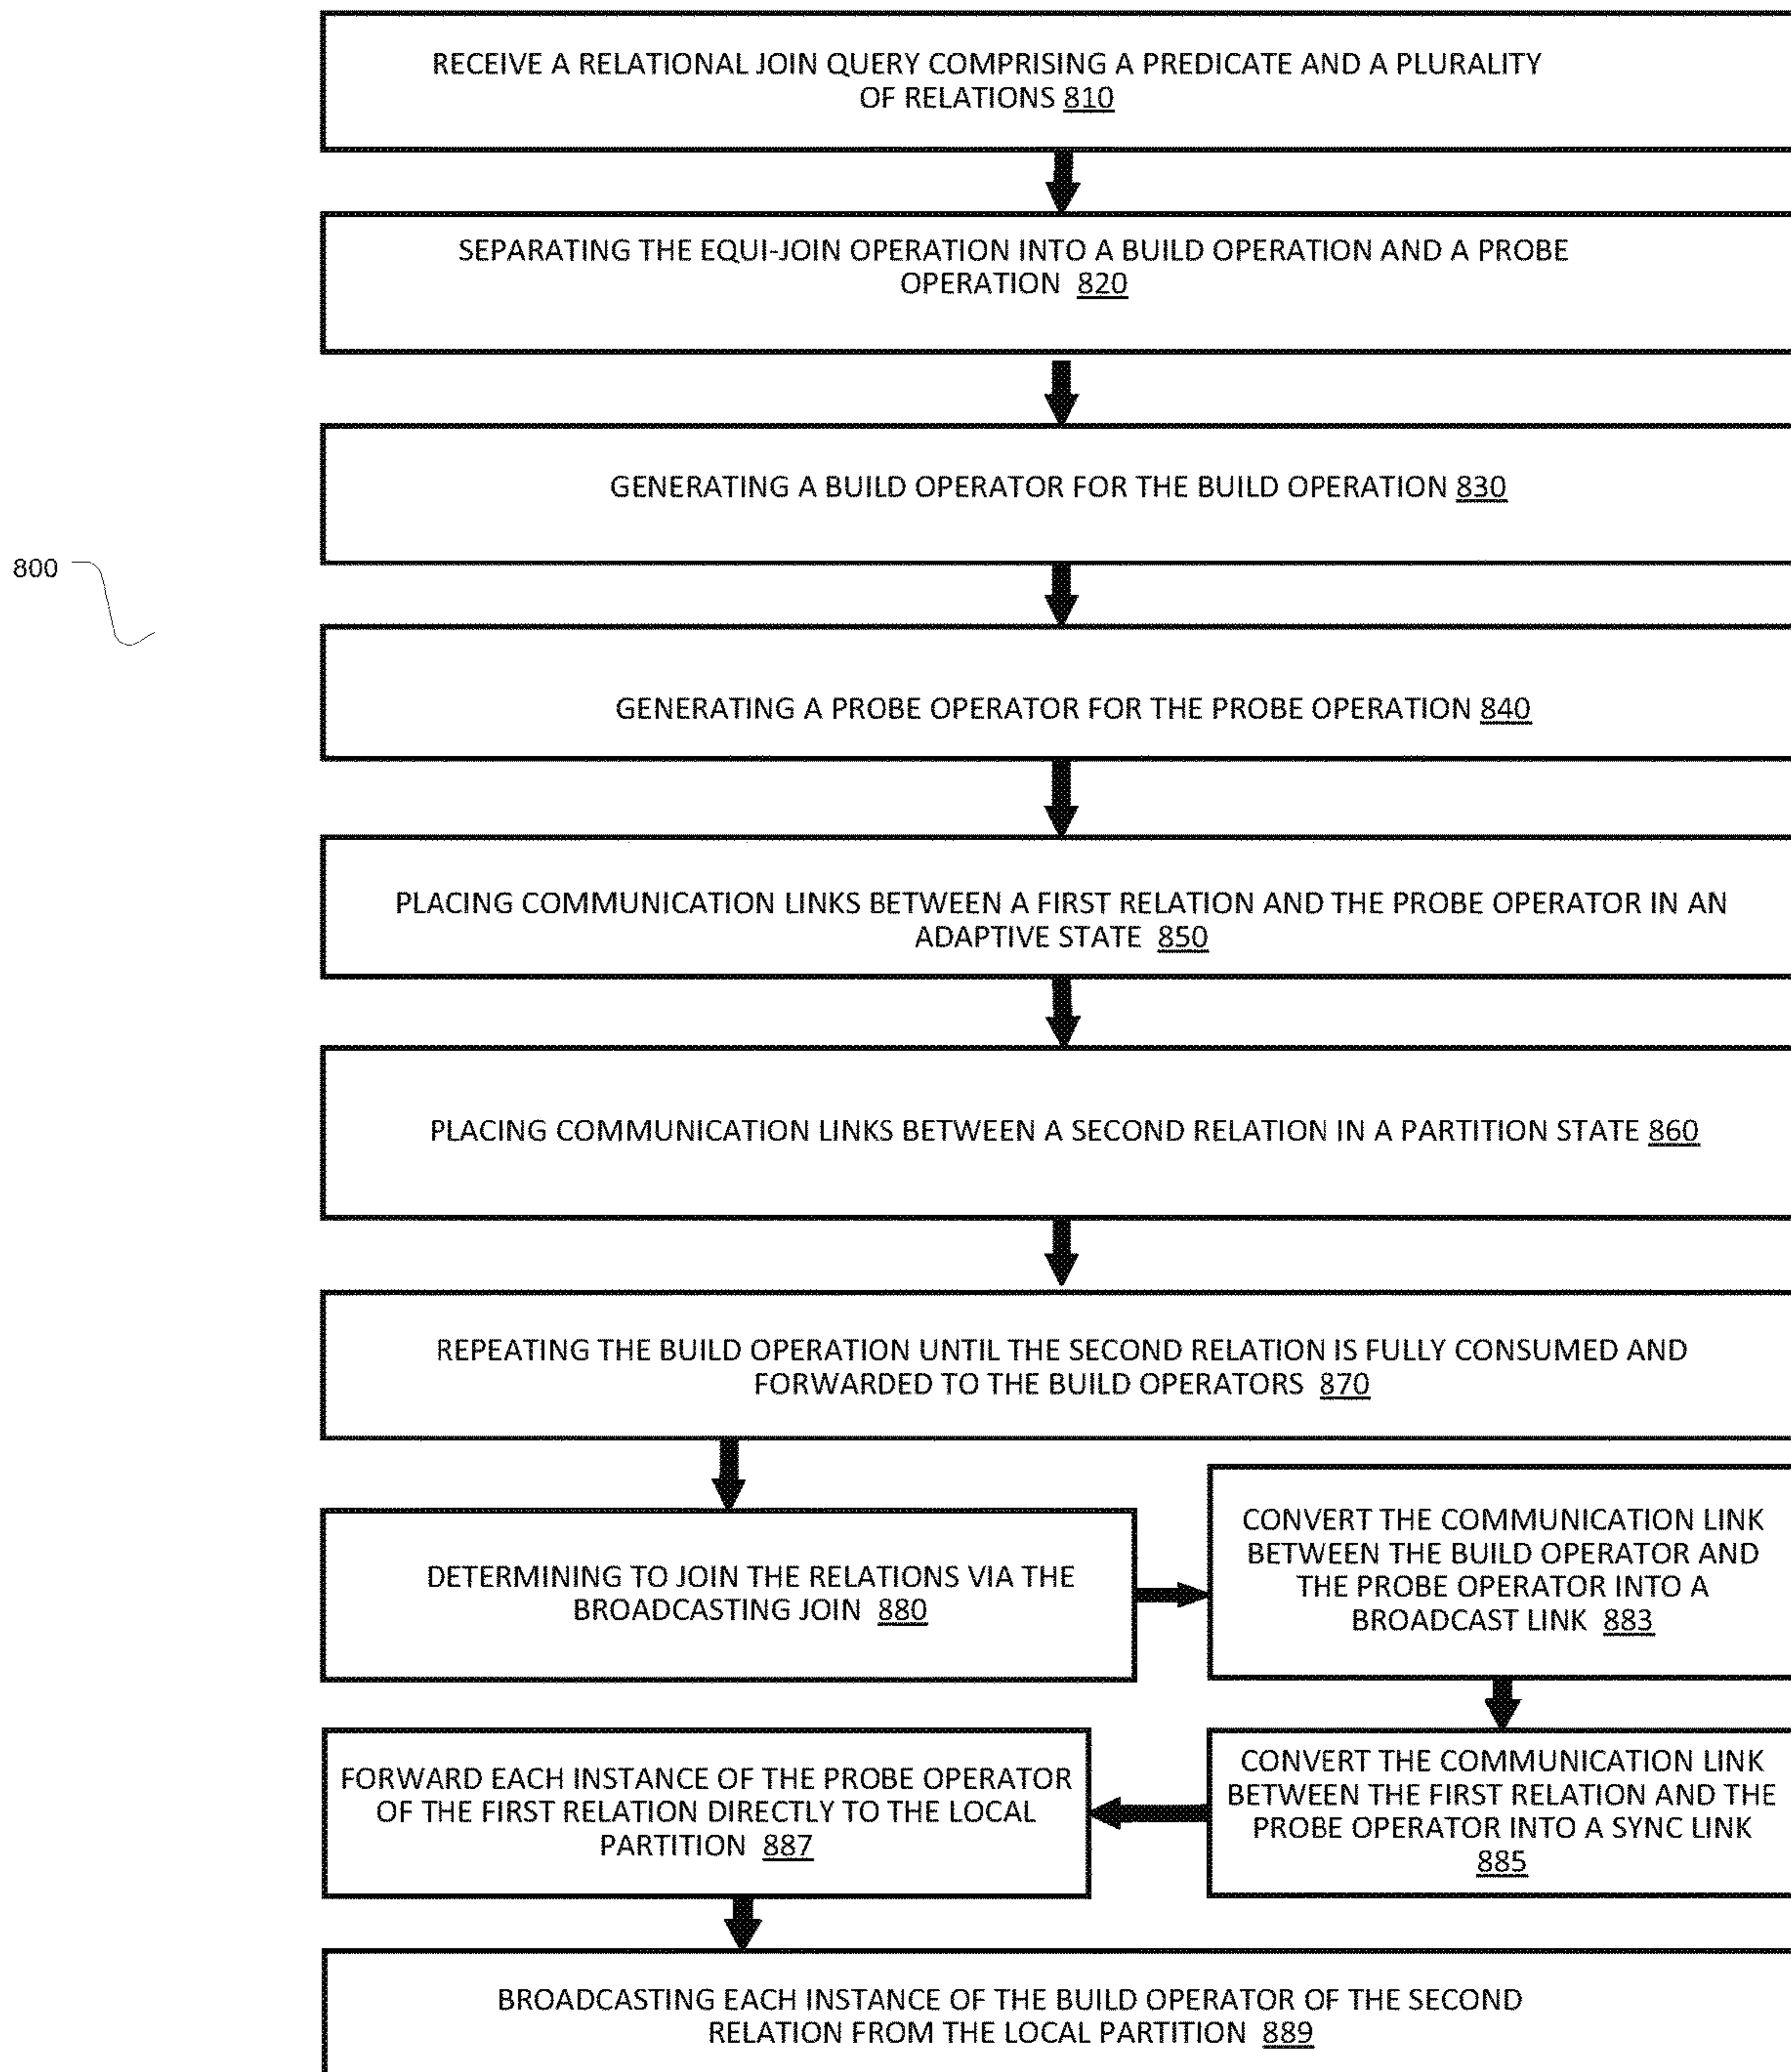 RECEIVE A RELATIONAL JOIN QUERY COMPRISING A PREDICATE AND A PLURALITY
OF RELATIONS 810
SEPARATING THE EQUI-JOIN OPERATION INTO A BUILD OPERATION AND A PROBE
OPERATION 820
GENERATING A BUILD OPERATOR FOR THE BUILD OPERATION 830
800
GENERATING A PROBE OPERATOR FOR THE PROBE OPERATION 840
PLACING COMMUNICATION LINKS BETWEEN A FIRST RELATION AND THE PROBE OPERATOR IN AN
ADAPTIVE STATE 850
PLACING COMMUNICATION LINKS BETWEEN A SECOND RELATION IN A PARTITION STATE 860
REPEATING THE BUILD OPERATION UNTIL THE SECOND RELATION IS FULLY CONSUMED AND
FORWARDED TO THE BUILD OPERATORS 870
DETERMINING TO JOIN THE RELATIONS VIA THE
BROADCASTING JOIN 880
CONVERT THE COMMUNICATION LINK
BETWEEN THE BUILD OPERATOR AND
THE PROBE OPERATOR INTO A
BROADCAST LINK 883
CONVERT THE COMMUNICATION LINK
BETWEEN THE FIRST RELATION AND THE
PROBE OPERATOR INTO A SYNC LINK
885
FORWARD EACH INSTANCE OF THE PROBE OPERATOR
OF THE FIRST RELATION DIRECTLY TO THE LOCAL
PARTITION 887
BROADCASTING EACH INSTANCE OF THE BUILD OPERATOR OF THE SECOND
RELATION FROM THE LOCAL PARTITION 889